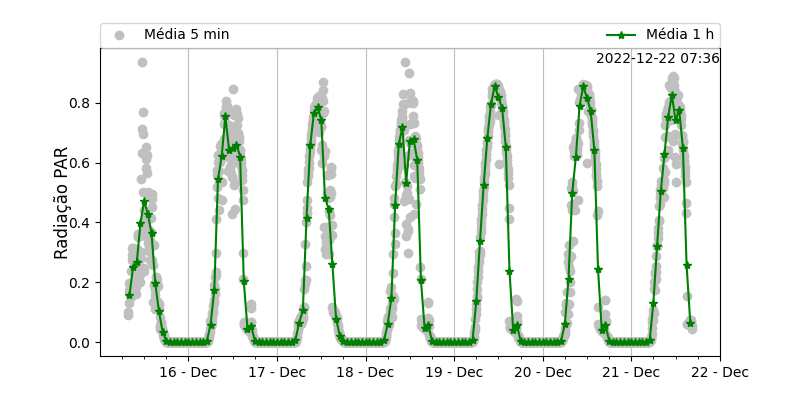 Média 5 min
Média 1 h
2022-12-22 07:36
Radiação PAR
0.8
0.6
0.4
0.2
0.0
16 - Dec
17 - Dec
18 - Dec
19 - Dec
20 - Dec
21 - Dec
22 - Dec